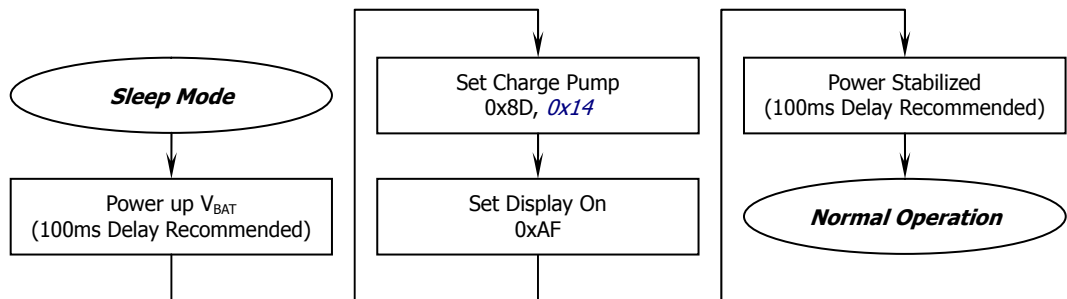 Sleep Mode
Power up VBAT
(100ms Delay Recommended)
Set Charge Pump
0x8D, 0x14
Set Display On
0xAF
Power Stabilized
(100ms Delay Recommended)
Normal Operation